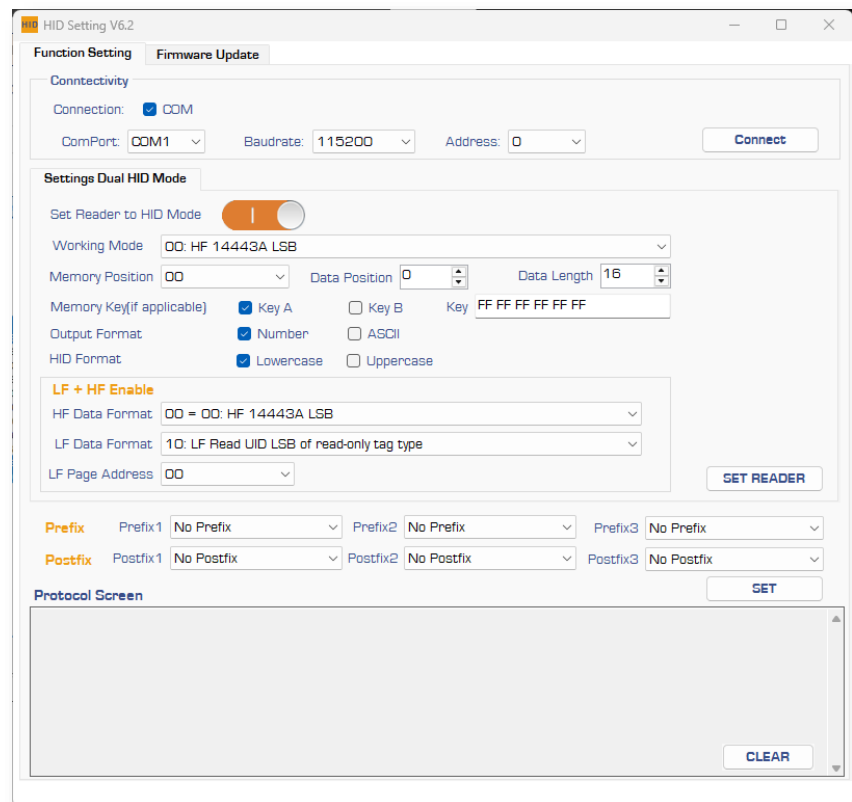 HID HID Setting V6.2
Function Setting Firmware Update
Conntectivity
Connection: COM
ComPort: COM1 Baudrate: 115200 Address: 0 Connect
Settings Dual HID Mode
Set Reader to HID Mode
Working Mode 00: HF 14443A LSB
Memory Position 00 Data Position 0 Data Length 16
Memory Key(if applicable) Key A Key B Key FF FF FF FF FF FF
Output Format Number ASCII
HID Format Lowercase Uppercase
LF + HF Enable
HF Data Format 00 = 00: HF 14443A LSB
LF Data Format 10: LF Read UID LSB of read-only tag type
LF Page Address 00 SET READER
Prefix Prefix1 No Prefix Prefix2 No Prefix Prefix3 No Prefix
Postfix Postfix1 No Postfix Postfix2 No Postfix Postfix3 No Postfix
SET
Protocol Screen
CLEAR